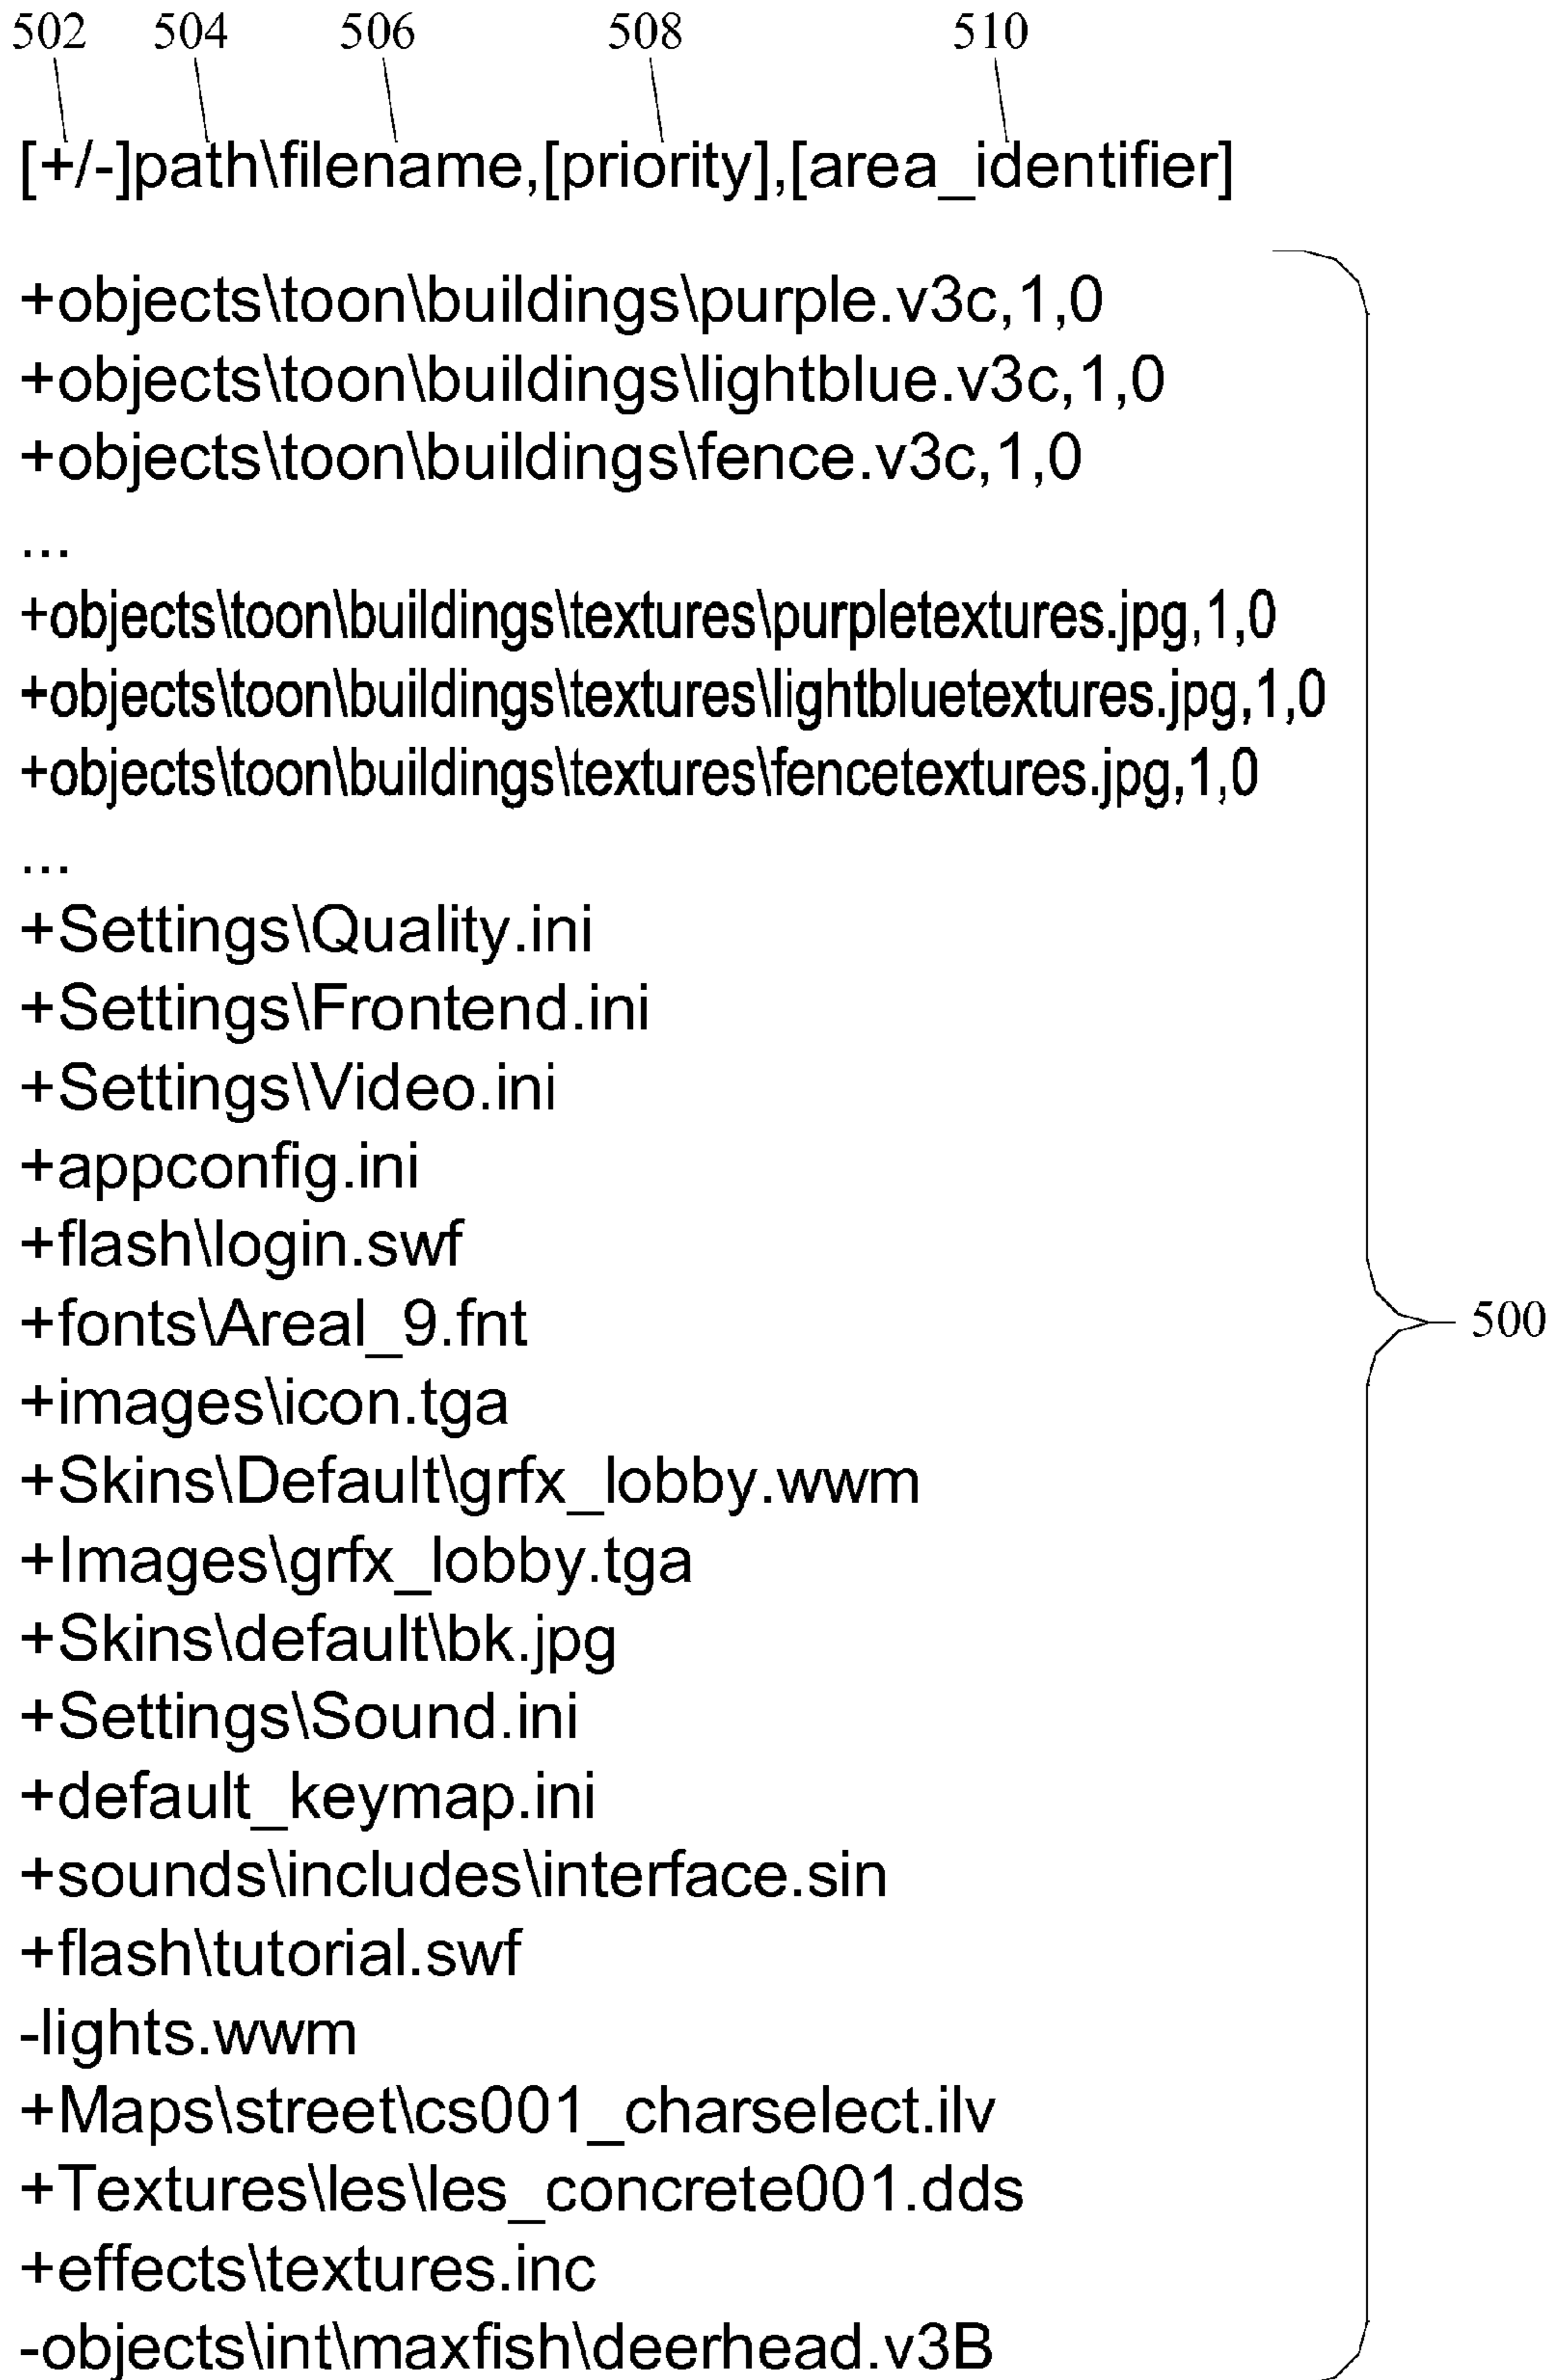 502 504 506 508 510
[+/-]path\filename,[priority],[area_identifier]
+objects\toon\buildings\purple.v3c,1,0
+objects\toon\buildings\lightblue.v3c,1,0
+objects\toon\buildings\fence.v3c,1,0
...
+objects\toon\buildings\textures\purpletextures.jpg,1,0
+objects\toon\buildings\textures\lightbluetextures.jpg,1,0
+objects\toon\buildings\textures\fencetextures.jpg,1,0
...
+Settings\Quality.ini
+Settings\Frontend.ini
+Settings\Video.ini
+appconfig.ini
+flash\login.swf
+fonts\Areal_9.fnt
500
+images\icon.tga
+Skins\Default\grfx_lobby.wwm
+Images\grfx_lobby.tga
+Skins\default\bk.jpg
+Settings\Sound.ini
+default_keymap.ini
+sounds\includes\interface.sin
+flash\tutorial.swf
-lights.wwm
+Maps\street\cs001_charselect.ilv
+Textures\les\les_concrete001.dds
+effects\textures.inc
-objects\int\maxfish\deerhead.v3B